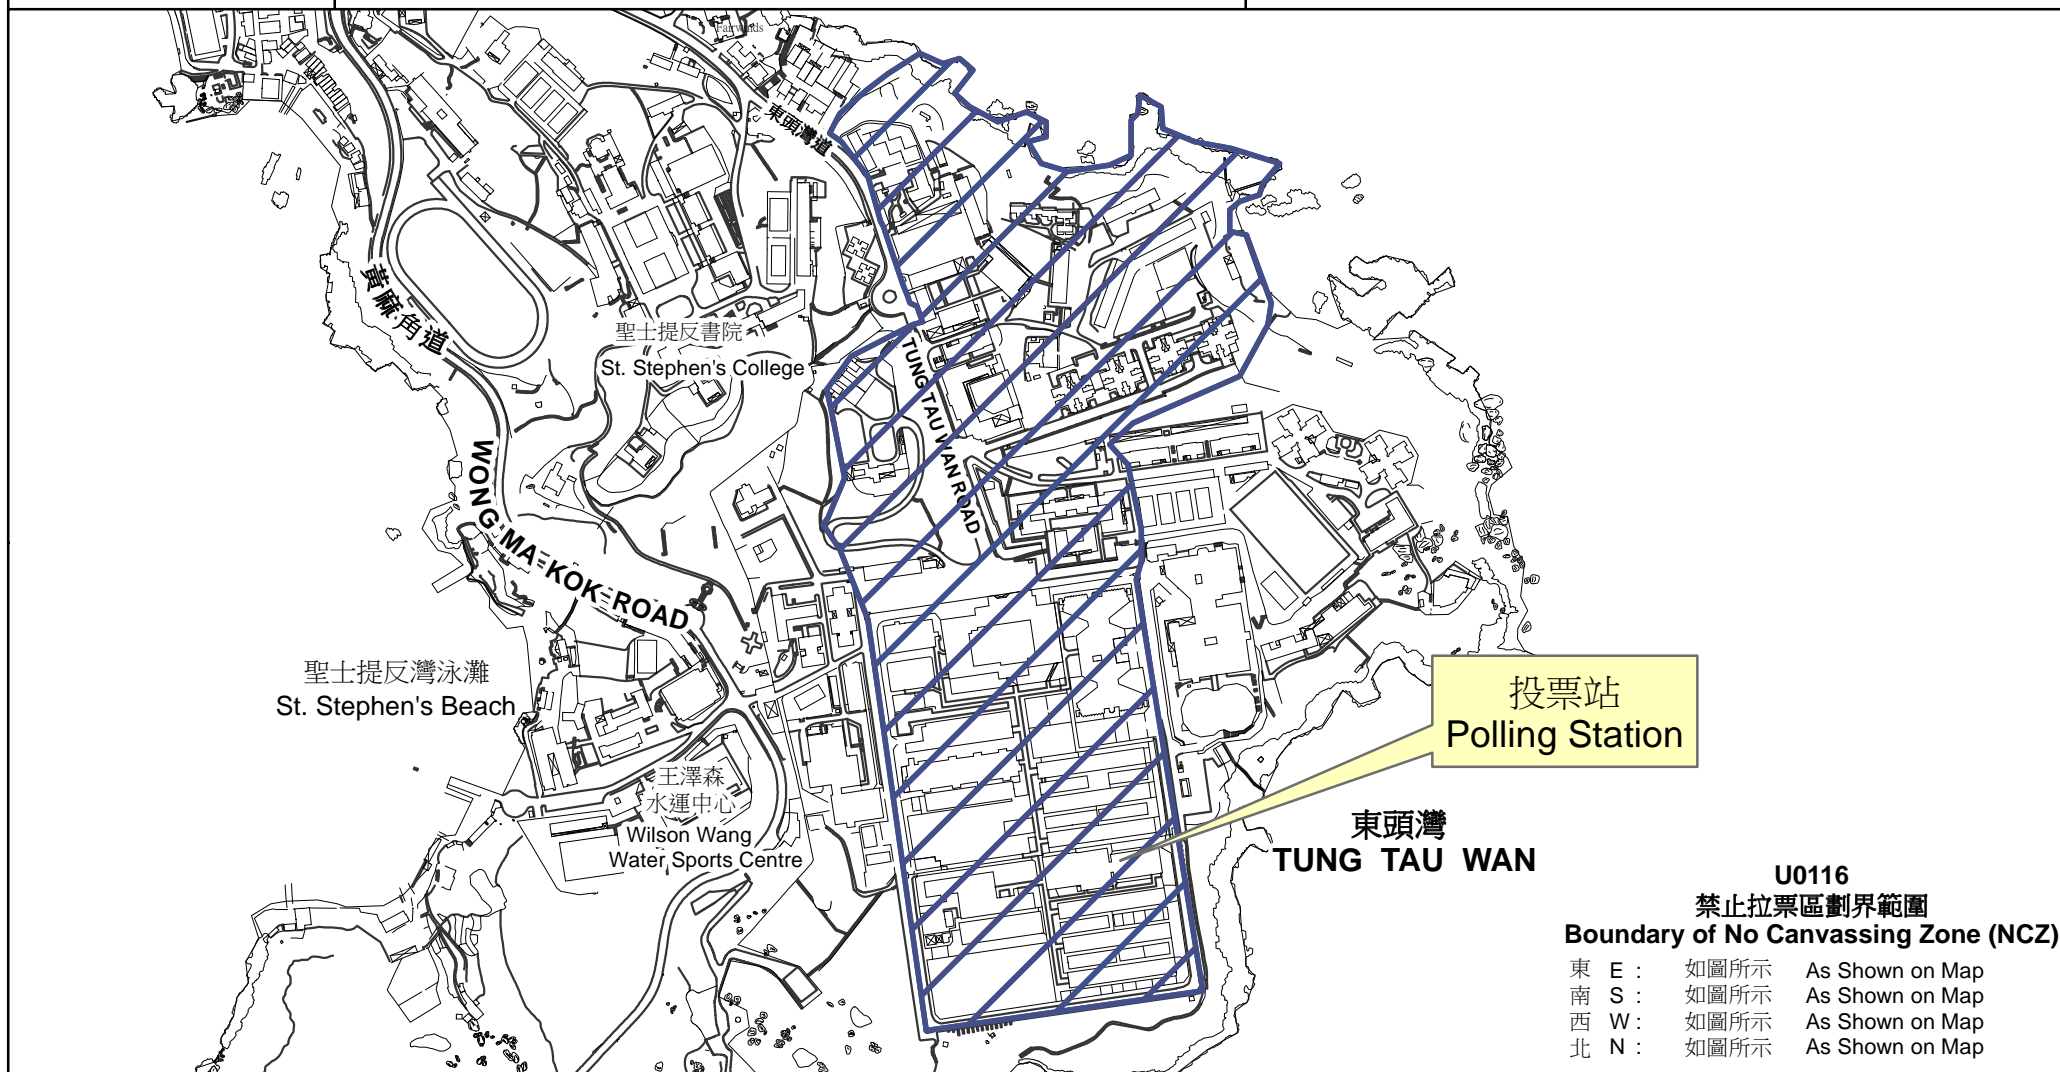 Fairwinds
東頭灣道
黃麻角道
聖士提反書院
St. Stephen's College
TUNG TAU WAN ROAD
WONG MA KOK ROAD
聖士提反灣泳灘
St. Stephen's Beach
投票站
Polling Station
王澤森
水運中心
Wilson Wang
Water Sports Centre
東頭灣
TUNG TAU WAN
U0116
禁止拉票區劃界範圍
Boundary of No Canvassing Zone (NCZ)
東 E : 如圖所示 As Shown on Map
南 S : 如圖所示 As Shown on Map
西 W : 如圖所示 As Shown on Map
北 N : 如圖所示 As Shown on Map